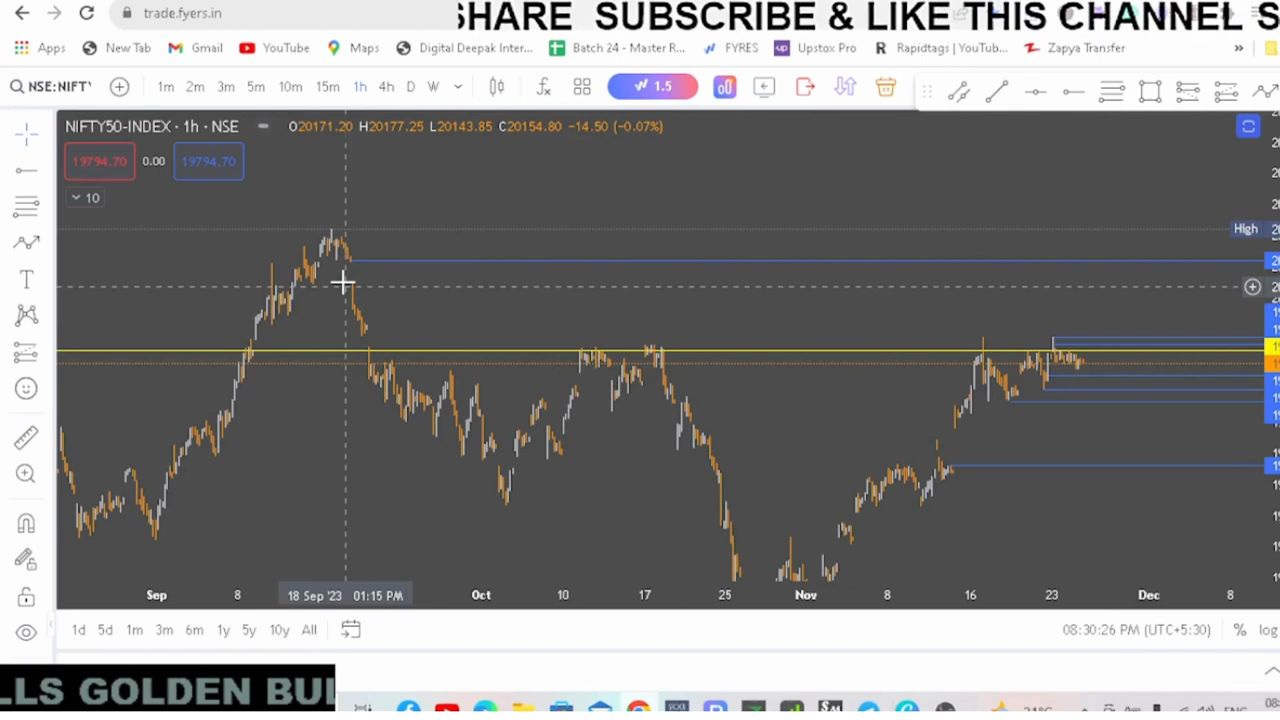 SHARE SUBSCRIBE & LIKE THIS CHANNEL S
trade.fyers.in
Apps New Tab Gmail YouTube Maps Digital Deepak Inter... Batch 24 - Master R... FYRES Upstox Pro Rapidtags | YouTub... Zapya Transfer »
NSE:NIFTY 1m 2m 3m 5m 10m 15m 1h 4h D W 1.5
NIFTY50-INDEX · 1h · NSE O20171.20 H20177.25 L20143.85 C20154.80 −14.50 (−0.07%)
19794.70 0.00 19794.70
10
High
Sep 8 18 Sep '23 01:15 PM Oct 10 17 25 Nov 8 16 23 Dec 8
1d 5d 1m 3m 6m 1y 5y 10y All 08:30:26 PM (UTC+5:30) % log
LLS GOLDEN BUL
ENG